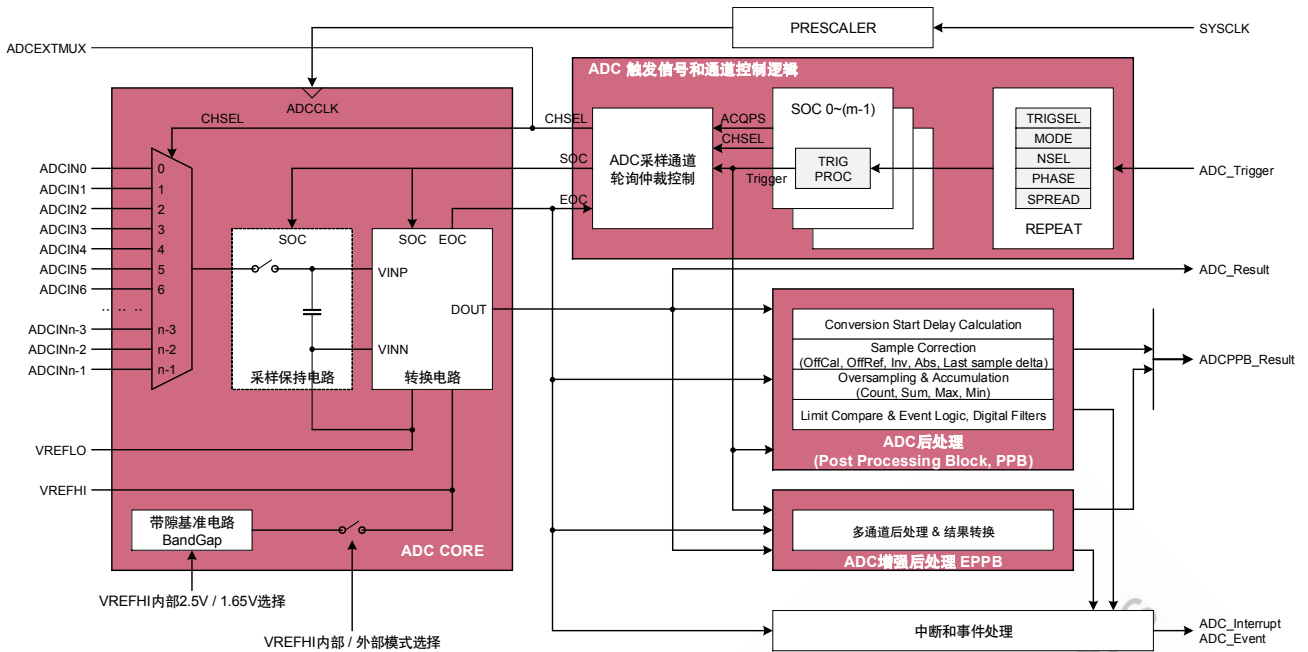 PRESCALER
SYSCLK
ADCEXTMUX
ADC 触发信号和通道控制逻辑
ADCCLK
CHSEL
CHSEL
SOC
EOC
ADC采样通道
轮询仲裁控制
ACQPS
CHSEL
Trigger
SOC 0~(m-1)
TRIG
PROC
TRIGSEL
MODE
NSEL
PHASE
SPREAD
REPEAT
ADC_Trigger
ADCIN0
ADCIN1
ADCIN2
ADCIN3
ADCIN4
ADCIN5
ADCIN6
.. .. ..
ADCINn-3
ADCINn-2
ADCINn-1
0
1
2
3
4
5
6
n-3
n-2
n-1
SOC
采样保持电路
SOC
EOC
VINP
DOUT
VINN
转换电路
ADC_Result
Conversion Start Delay Calculation
Sample Correction
(OffCal, OffRef, Inv, Abs, Last sample delta)
Oversampling & Accumulation
(Count, Sum, Max, Min)
Limit Compare & Event Logic, Digital Filters
ADC后处理
(Post Processing Block, PPB)
ADCPPB_Result
VREFLO
VREFHI
带隙基准电路
BandGap
ADC CORE
多通道后处理 & 结果转换
ADC增强后处理 EPPB
VREFHI内部2.5V / 1.65V选择
VREFHI内部 / 外部模式选择
中断和事件处理
ADC_Interrupt
ADC_Event